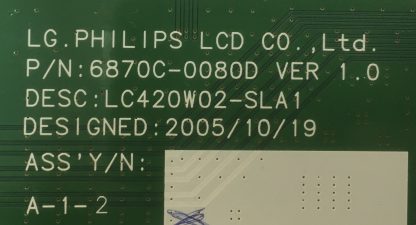 LG.PHILIPS LCD CO.,Ltd.
P/N:6870C-0080D VER 1.0
DESC:LC420W02-SLA1
DESIGNED:2005/10/19
ASS'Y/N:
A-1-2